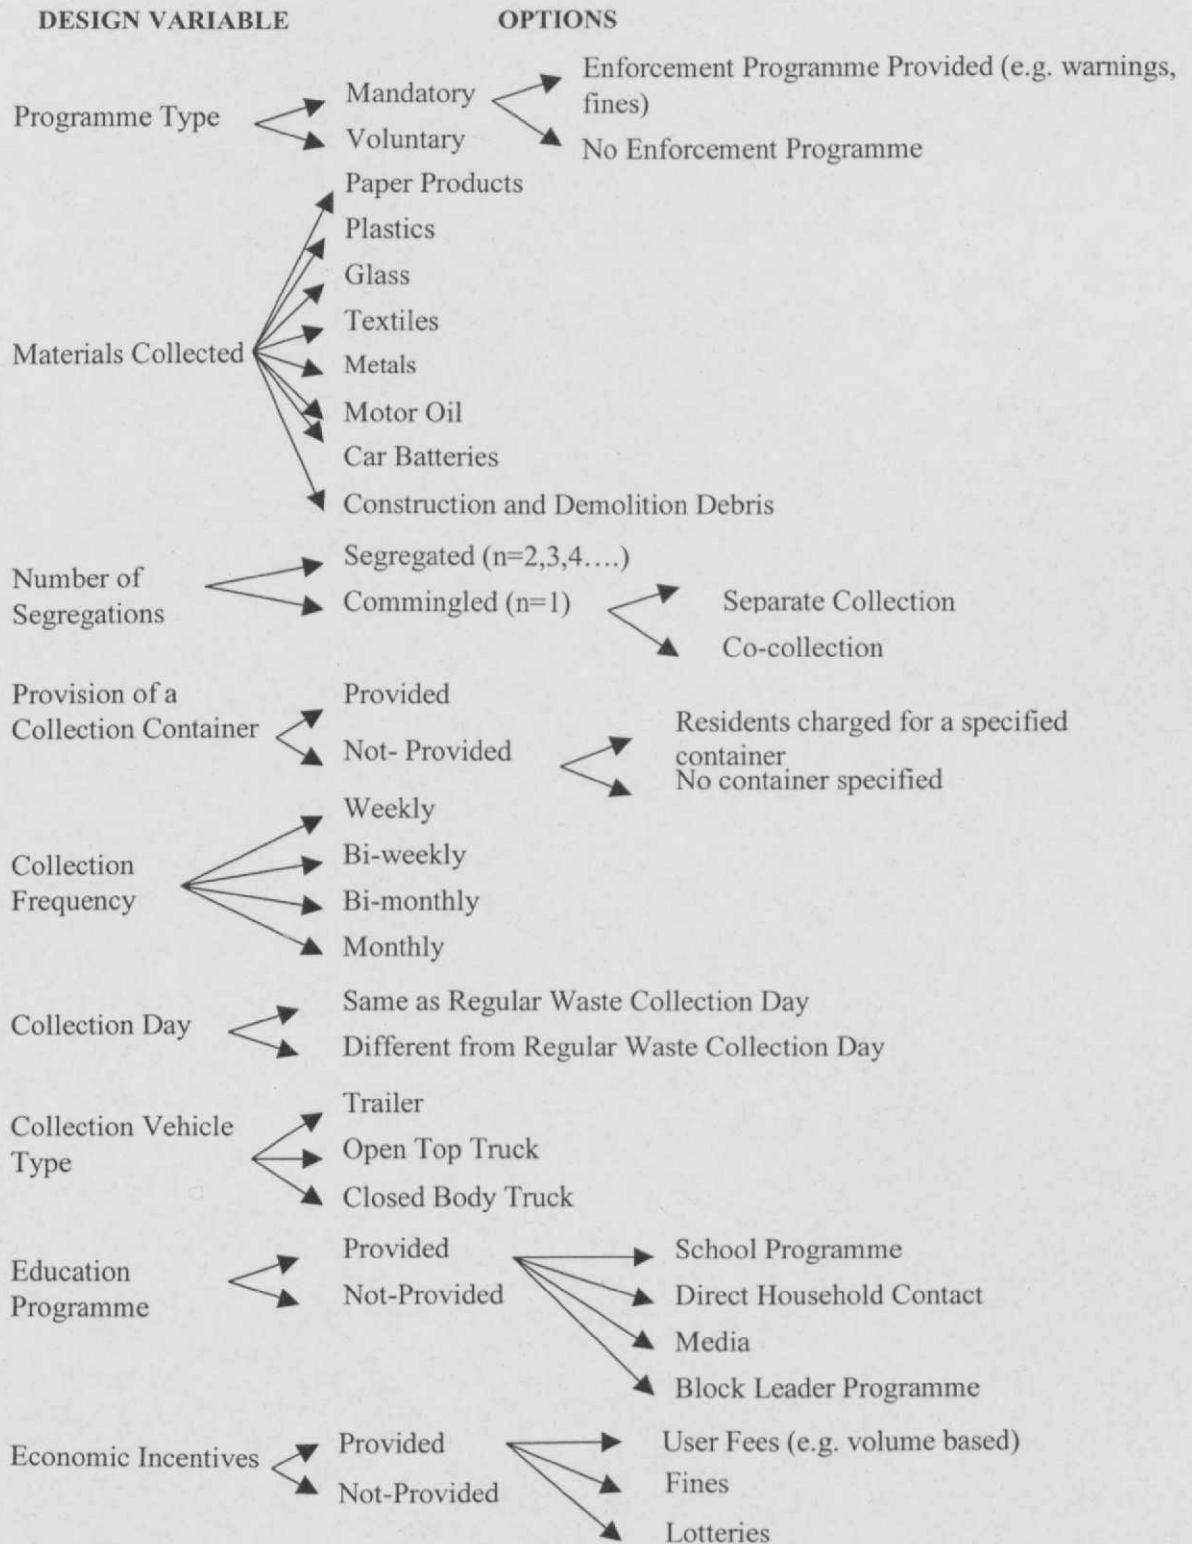 DESIGN VARIABLE OPTIONS
Programme Type
Mandatory
Voluntary
Enforcement Programme Provided (e.g. warnings,
fines)
No Enforcement Programme
Materials Collected
Paper Products
Plastics
Glass
Textiles
Metals
Motor Oil
Car Batteries
Construction and Demolition Debris
Number of
Segregations
Segregated (n=2,3,4….)
Commingled (n=1)
Separate Collection
Co-collection
Provision of a
Collection Container
Provided
Not- Provided
Residents charged for a specified
container
No container specified
Collection
Frequency
Weekly
Bi-weekly
Bi-monthly
Monthly
Collection Day
Same as Regular Waste Collection Day
Different from Regular Waste Collection Day
Collection Vehicle
Type
Trailer
Open Top Truck
Closed Body Truck
Education
Programme
Provided
Not-Provided
School Programme
Direct Household Contact
Media
Block Leader Programme
Economic Incentives
Provided
Not-Provided
User Fees (e.g. volume based)
Fines
Lotteries